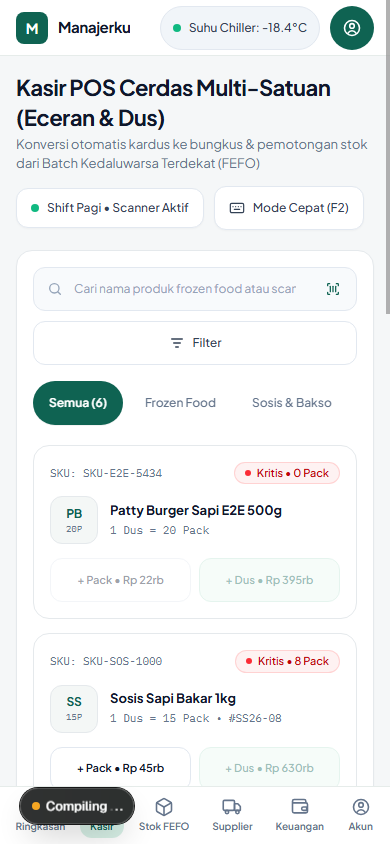 M Manajerku Suhu Chiller: -18.4°C
Kasir POS Cerdas Multi-Satuan
(Eceran & Dus)
Konversi otomatis kardus ke bungkus & pemotongan stok
dari Batch Kedaluwarsa Terdekat (FEFO)
Shift Pagi • Scanner Aktif Mode Cepat (F2)
Cari nama produk frozen food atau scar
Filter
Semua (6) Frozen Food Sosis & Bakso
SKU: SKU-E2E-5434 Kritis • 0 Pack
PB Patty Burger Sapi E2E 500g
20P 1 Dus = 20 Pack
+ Pack • Rp 22rb + Dus • Rp 395rb
SKU: SKU-SOS-1000 Kritis • 8 Pack
SS Sosis Sapi Bakar 1kg
15P 1 Dus = 15 Pack • #SS26-08
+ Pack • Rp 45rb + Dus • Rp 630rb
Compiling ...
Ringkasan Kasir Stok FEFO Supplier Keuangan Akun